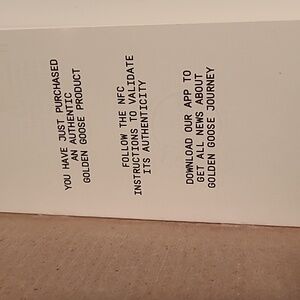 YOU HAVE JUST PURCHASED
AN AUTHENTIC
GOLDEN GOOSE PRODUCT
FOLLOW THE NFC
INSTRUCTIONS TO VALIDATE
ITS AUTHENTICITY
DOWNLOAD OUR APP TO
GET ALL NEWS ABOUT
GOLDEN GOOSE JOURNEY